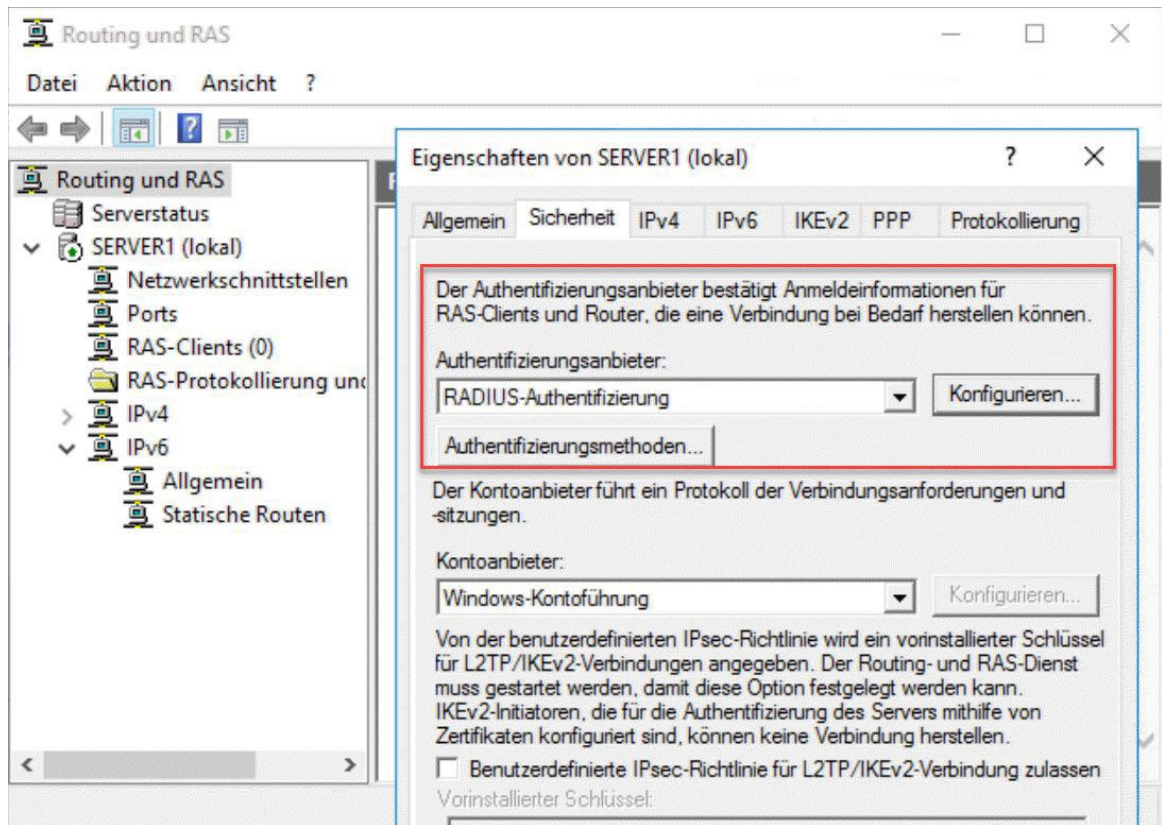 Routing und RAS
Datei Aktion Ansicht ?
Routing und RAS
Serverstatus
SERVER1 (lokal)
Netzwerkschnittstellen
Ports
RAS-Clients (0)
RAS-Protokollierung und
IPv4
IPv6
Allgemein
Statische Routen
Eigenschaften von SERVER1 (lokal) ?
Allgemein Sicherheit IPv4 IPv6 IKEv2 PPP Protokollierung
Der Authentifizierungsanbieter bestätigt Anmeldeinformationen für
RAS-Clients und Router, die eine Verbindung bei Bedarf herstellen können.
Authentifizierungsanbieter:
RADIUS-Authentifizierung Konfigurieren...
Authentifizierungsmethoden...
Der Kontoanbieter führt ein Protokoll der Verbindungsanforderungen und
-sitzungen.
Kontoanbieter:
Windows-Kontoführung Konfigurieren...
Von der benutzerdefinierten IPsec-Richtlinie wird ein vorinstallierter Schlüssel
für L2TP/IKEv2-Verbindungen angegeben. Der Routing- und RAS-Dienst
muss gestartet werden, damit diese Option festgelegt werden kann.
IKEv2-Initiatoren, die für die Authentifizierung des Servers mithilfe von
Zertifikaten konfiguriert sind, können keine Verbindung herstellen.
Benutzerdefinierte IPsec-Richtlinie für L2TP/IKEv2-Verbindung zulassen
Vorinstallierter Schlüssel: